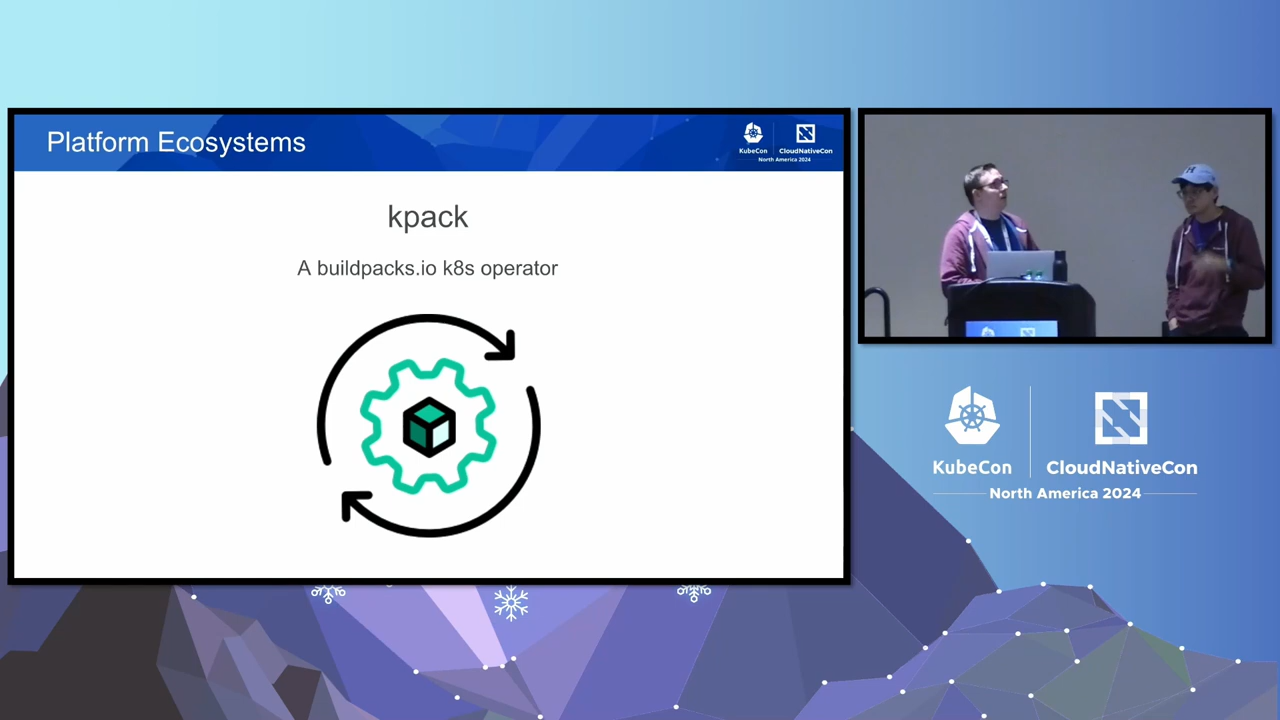 Platform Ecosystems
KubeCon
CloudNativeCon
North America 2024
kpack
A buildpacks.io k8s operator
KubeCon
CloudNativeCon
North America 2024